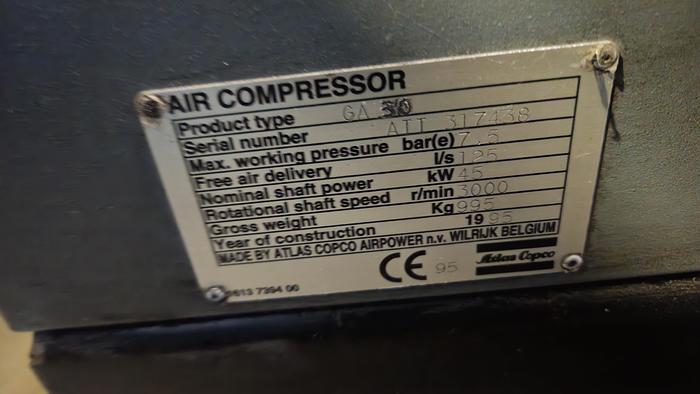 AIR COMPRESSOR
Product type GA
Serial number AII 317438
Max. working pressure bar(e) 7.5
Free air delivery l/s 125
Nominal shaft power kW 45
Rotational shaft speed r/min 3000
Gross weight Kg 995
Year of construction 1995
MADE BY ATLAS COPCO AIRPOWER n.v. WILRIJK BELGIUM
CE 95
Atlas Copco
7394 00